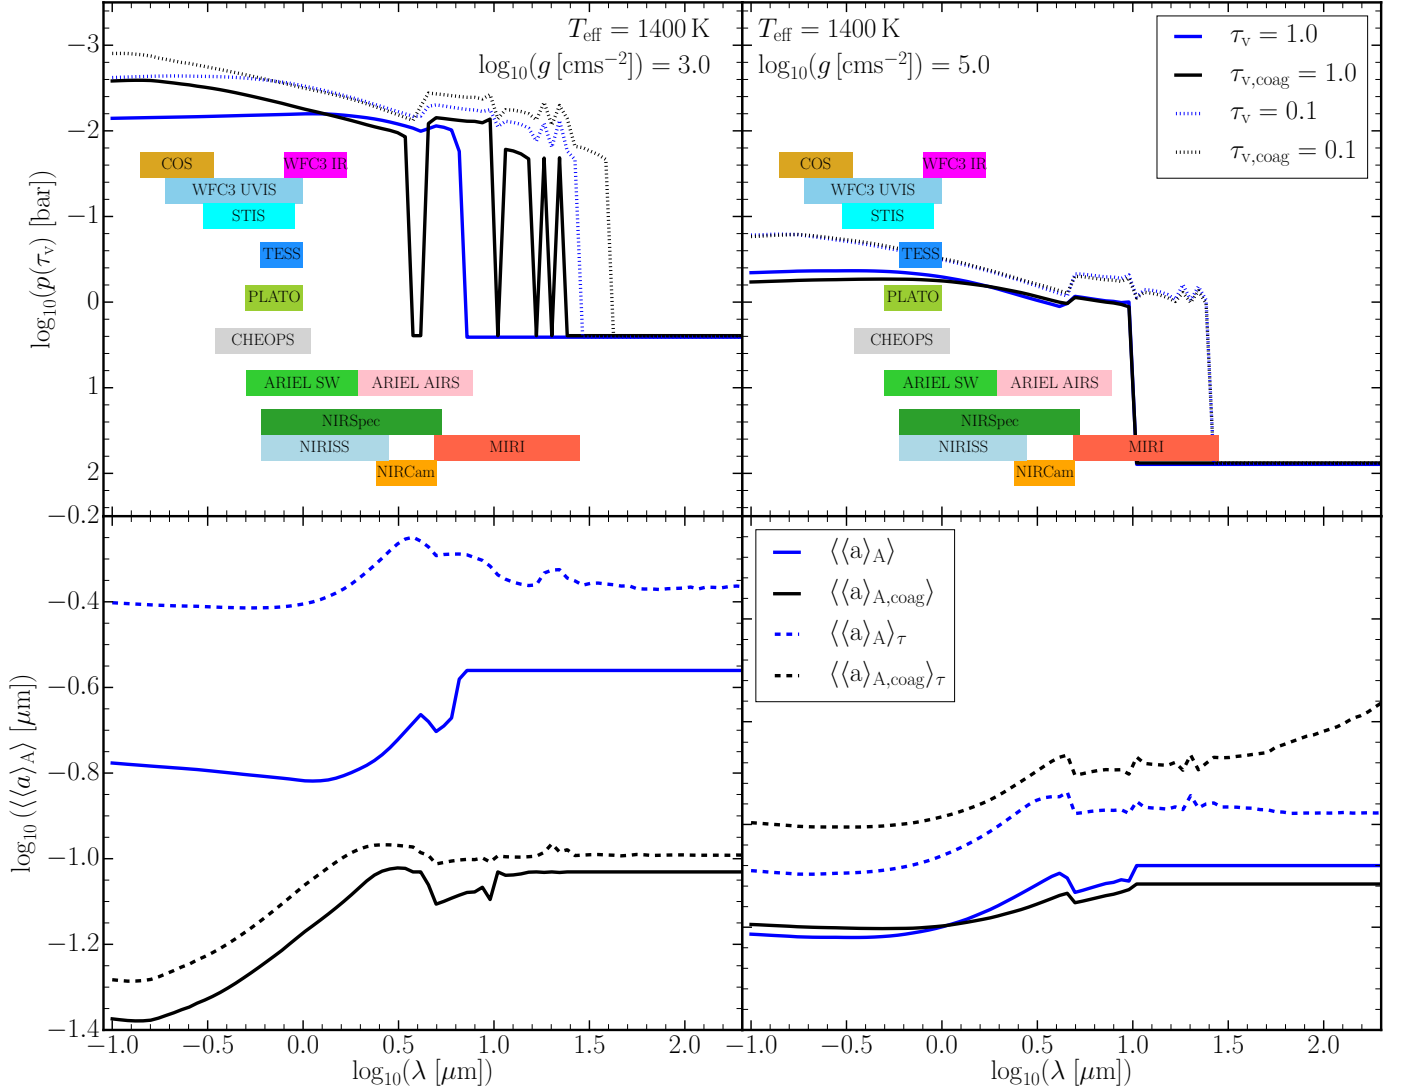 T_eff = 1400 K
log₁₀(g [cms⁻²]) = 3.0
T_eff = 1400 K
log₁₀(g [cms⁻²]) = 5.0
τ_v = 1.0
τ_v,coag = 1.0
τ_v = 0.1
τ_v,coag = 0.1
−3
−2
−1
0
1
2
log₁₀(p(τ_v) [bar])
COS
WFC3 IR
WFC3 UVIS
STIS
TESS
PLATO
CHEOPS
ARIEL SW
ARIEL AIRS
NIRSpec
NIRISS
MIRI
NIRCam
COS
WFC3 IR
WFC3 UVIS
STIS
TESS
PLATO
CHEOPS
ARIEL SW
ARIEL AIRS
NIRSpec
NIRISS
MIRI
NIRCam
−0.2
−0.4
−0.6
−0.8
−1.0
−1.2
−1.4
log₁₀(⟨⟨a⟩_A⟩ [μm])
⟨⟨a⟩_A⟩
⟨⟨a⟩_A,coag⟩
⟨⟨a⟩_A⟩_τ
⟨⟨a⟩_A,coag⟩_τ
−1.0 −0.5 0.0 0.5 1.0 1.5 2.0
log₁₀(λ [μm])
−1.0 −0.5 0.0 0.5 1.0 1.5 2.0
log₁₀(λ [μm])